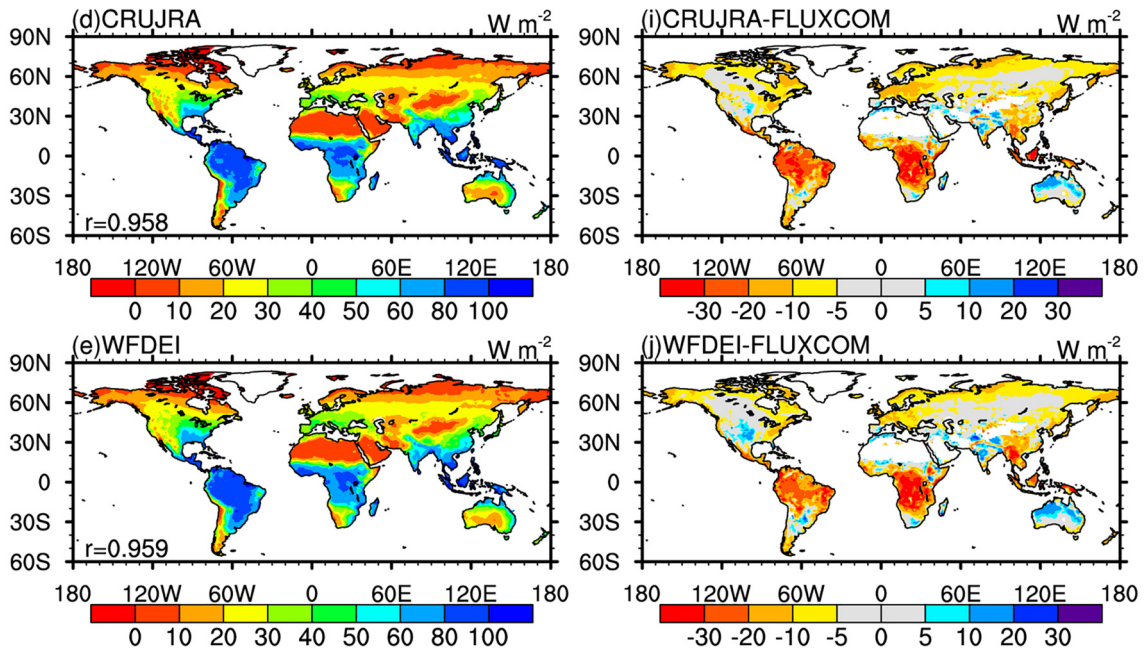 (d)CRUJRA W m-2
90N
60N
30N
0
30S
60S
r=0.958
180 120W 60W 0 60E 120E 180
0 10 20 30 40 50 60 80 100
(i)CRUJRA-FLUXCOM W m-2
90N
60N
30N
0
30S
60S
180 120W 60W 0 60E 120E 180
-30 -20 -10 -5 0 5 10 20 30
(e)WFDEI W m-2
90N
60N
30N
0
30S
60S
r=0.959
180 120W 60W 0 60E 120E 180
0 10 20 30 40 50 60 80 100
(j)WFDEI-FLUXCOM W m-2
90N
60N
30N
0
30S
60S
180 120W 60W 0 60E 120E 180
-30 -20 -10 -5 0 5 10 20 30